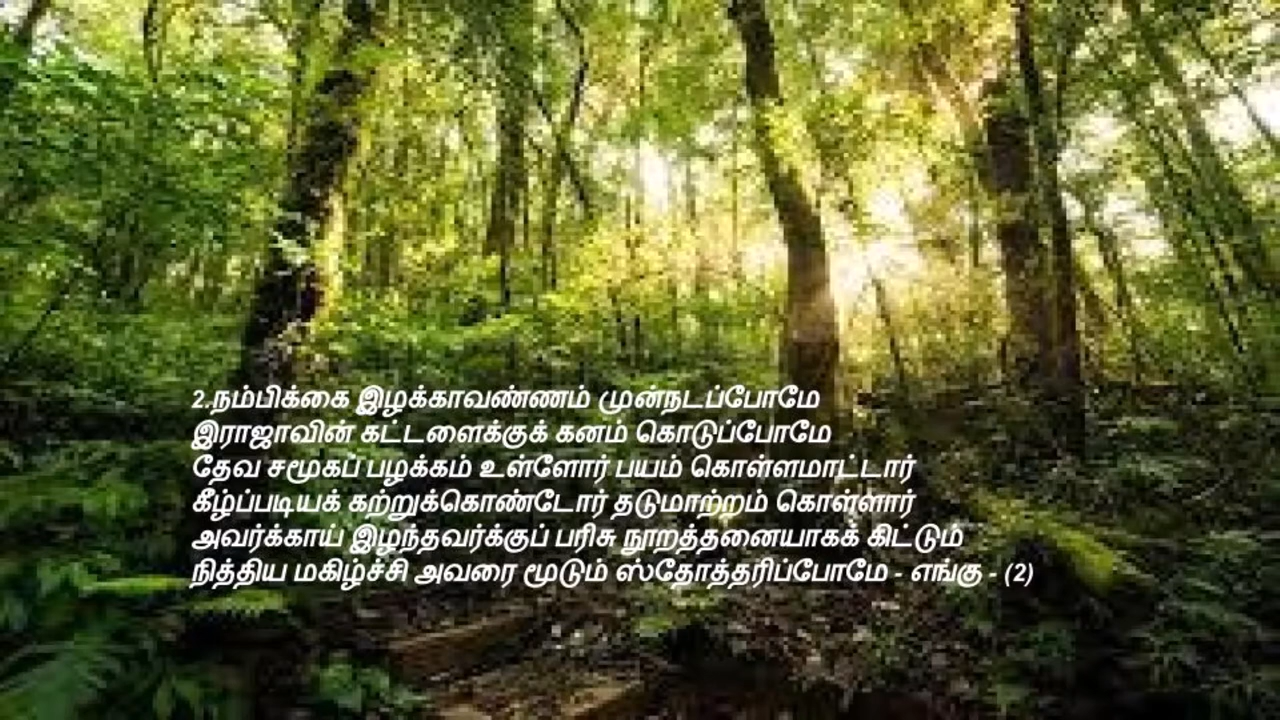 2.நம்பிக்கை இழக்காவண்ணம் முன்நடப்போமே
இராஜாவின் கட்டளைக்குக் கனம் கொடுப்போமே
தேவ சமூகப் பழக்கம் உள்ளோர் பயம் கொள்ளமாட்டார்
கீழ்ப்படியக் கற்றுக்கொண்டோர் தடுமாற்றம் கொள்ளார்
அவர்க்காய் இழந்தவர்க்குப் பரிசு நூறத்தனையாகக் கிட்டும்
நித்திய மகிழ்ச்சி அவரை மூடும் ஸ்தோத்தரிப்போமே - எங்கு - (2)